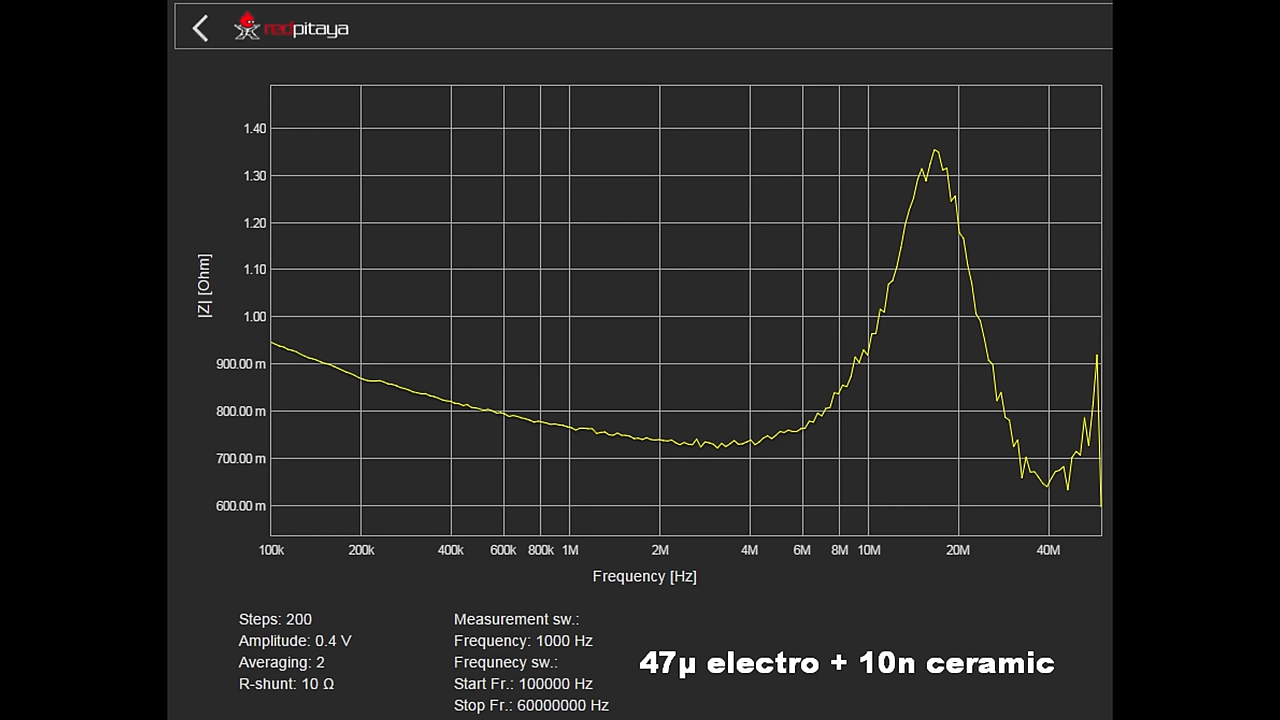 redpitaya
1.40
1.30
1.20
1.10
1.00
900.00 m
800.00 m
700.00 m
600.00 m
|Z| [Ohm]
100k 200k 400k 600k 800k 1M 2M 4M 6M 8M 10M 20M 40M
Frequency [Hz]
Steps: 200
Amplitude: 0.4 V
Averaging: 2
R-shunt: 10 Ω
Measurement sw.:
Frequency: 1000 Hz
Frequnecy sw.:
Start Fr.: 100000 Hz
Stop Fr.: 60000000 Hz
47µ electro + 10n ceramic